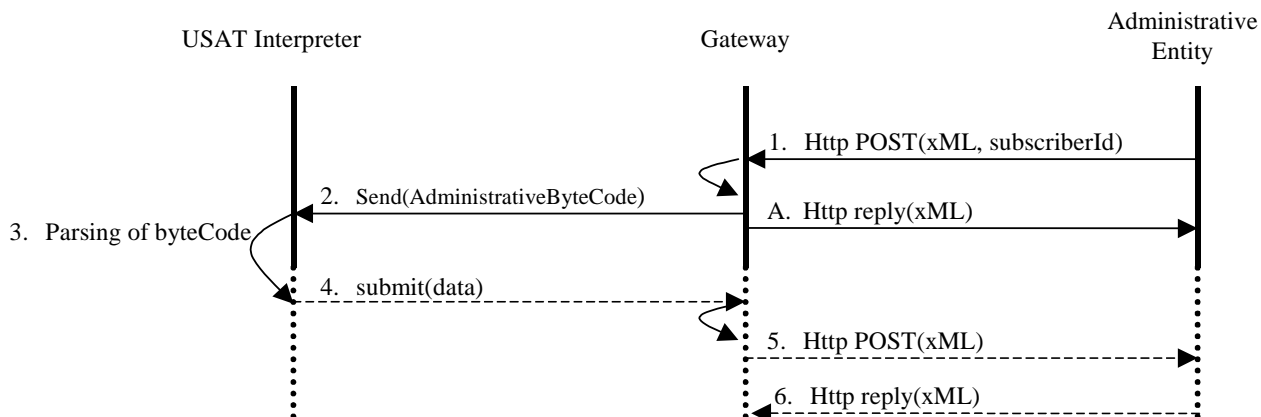 Administrative
Entity
USAT Interpreter
Gateway
1. Http POST(xML, subscriberId)
2. Send(AdministrativeByteCode)
A. Http reply(xML)
3. Parsing of byteCode
4. submit(data)
5. Http POST(xML)
6. Http reply(xML)